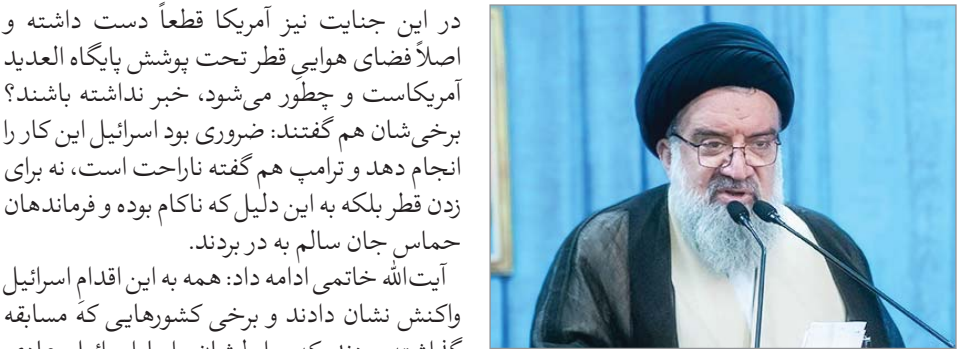 در این جنایت نیز آمریکا قطعاً دست داشته و
اصلاً فضای هواییِ قطر تحت پوشش پایگاه العدید
آمریکاست و چطور می‌شود، خبر نداشته باشند؟
برخی‌شان هم گفتند: ضروری بود اسرائیل این کار را
انجام دهد و ترامپ هم گفته ناراحت است، نه برای
زدن قطر بلکه به این دلیل که ناکام بوده و فرماندهان
حماس جان سالم به در بردند.
آیت‌الله خاتمی ادامه داد: همه به این اقدامِ اسرائیل
واکنش نشان دادند و برخی کشورهایی که مسابقه